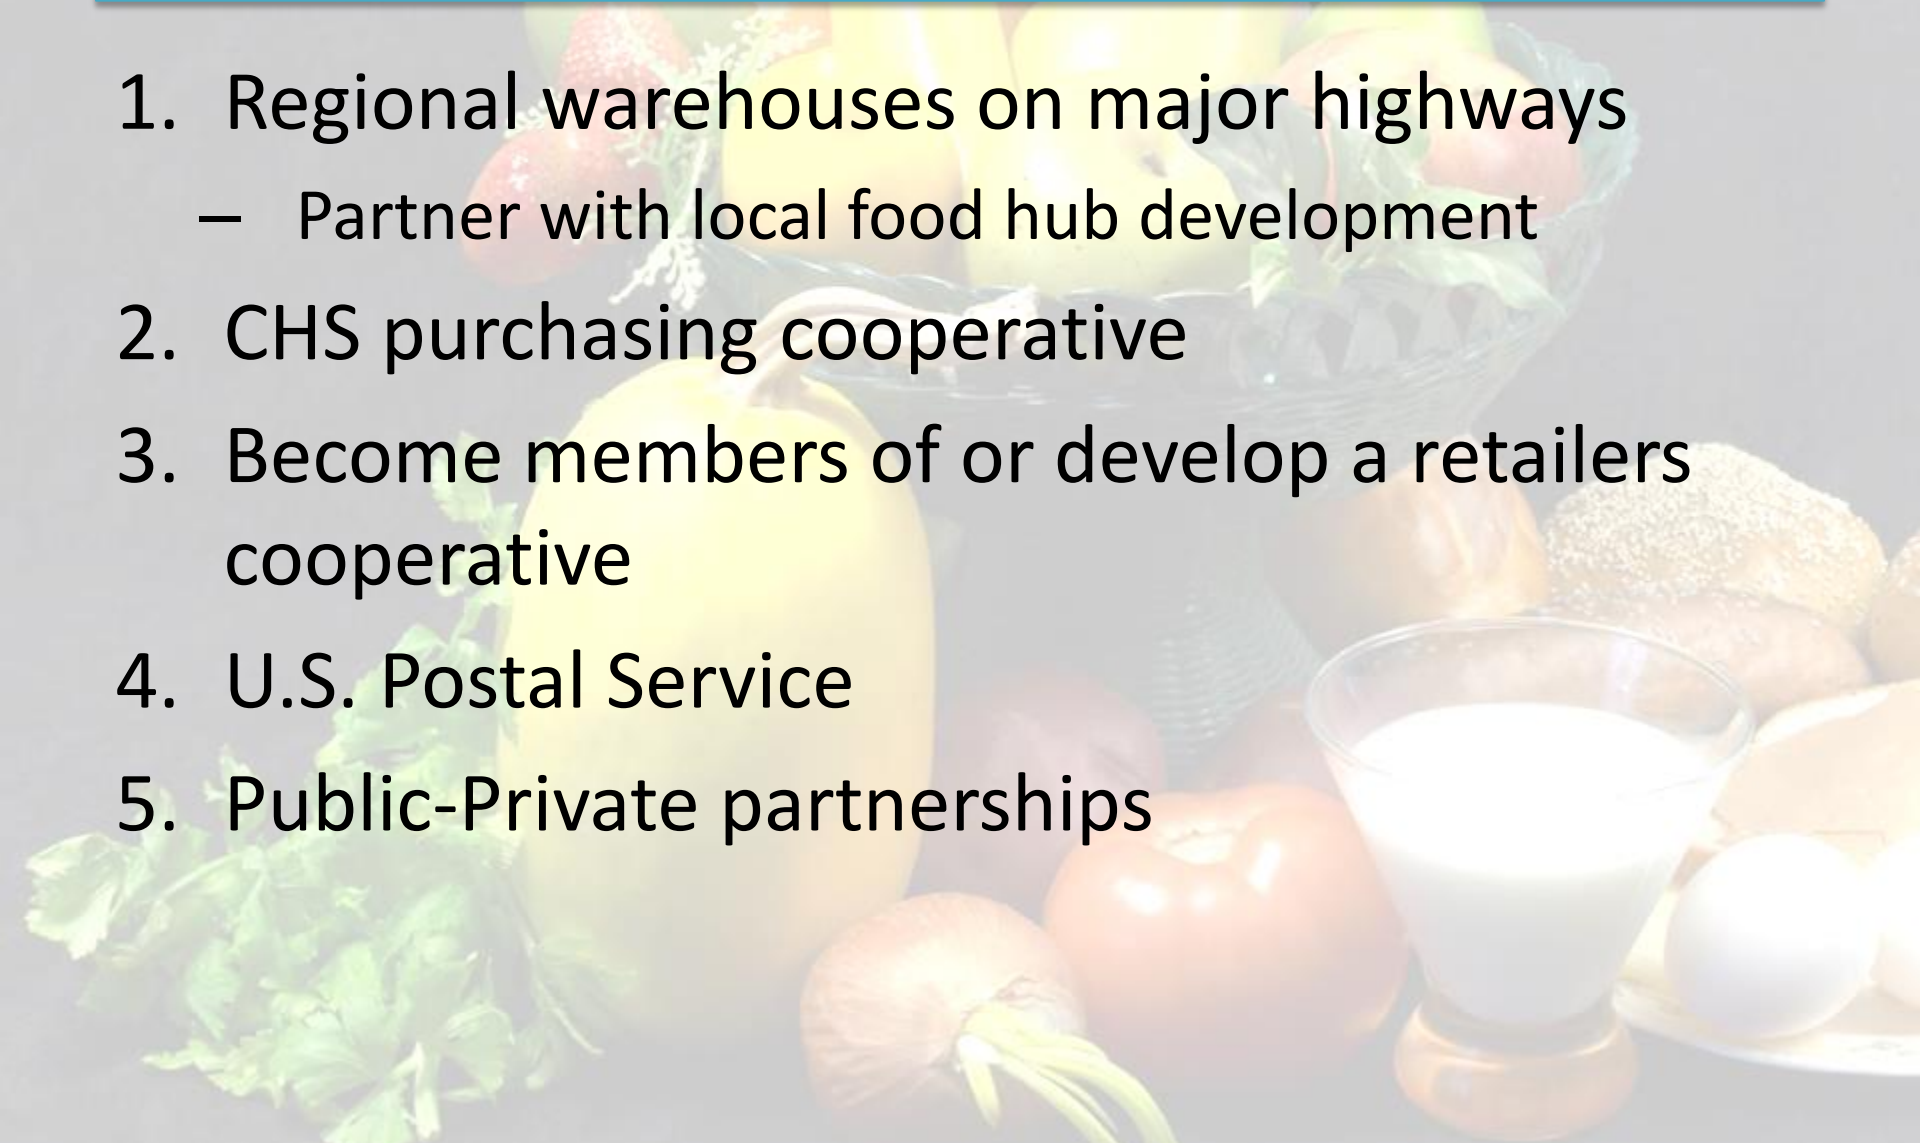 1. Regional warehouses on major highways
– Partner with local food hub development
2. CHS purchasing cooperative
3. Become members of or develop a retailers
cooperative
4. U.S. Postal Service
5. Public-Private partnerships